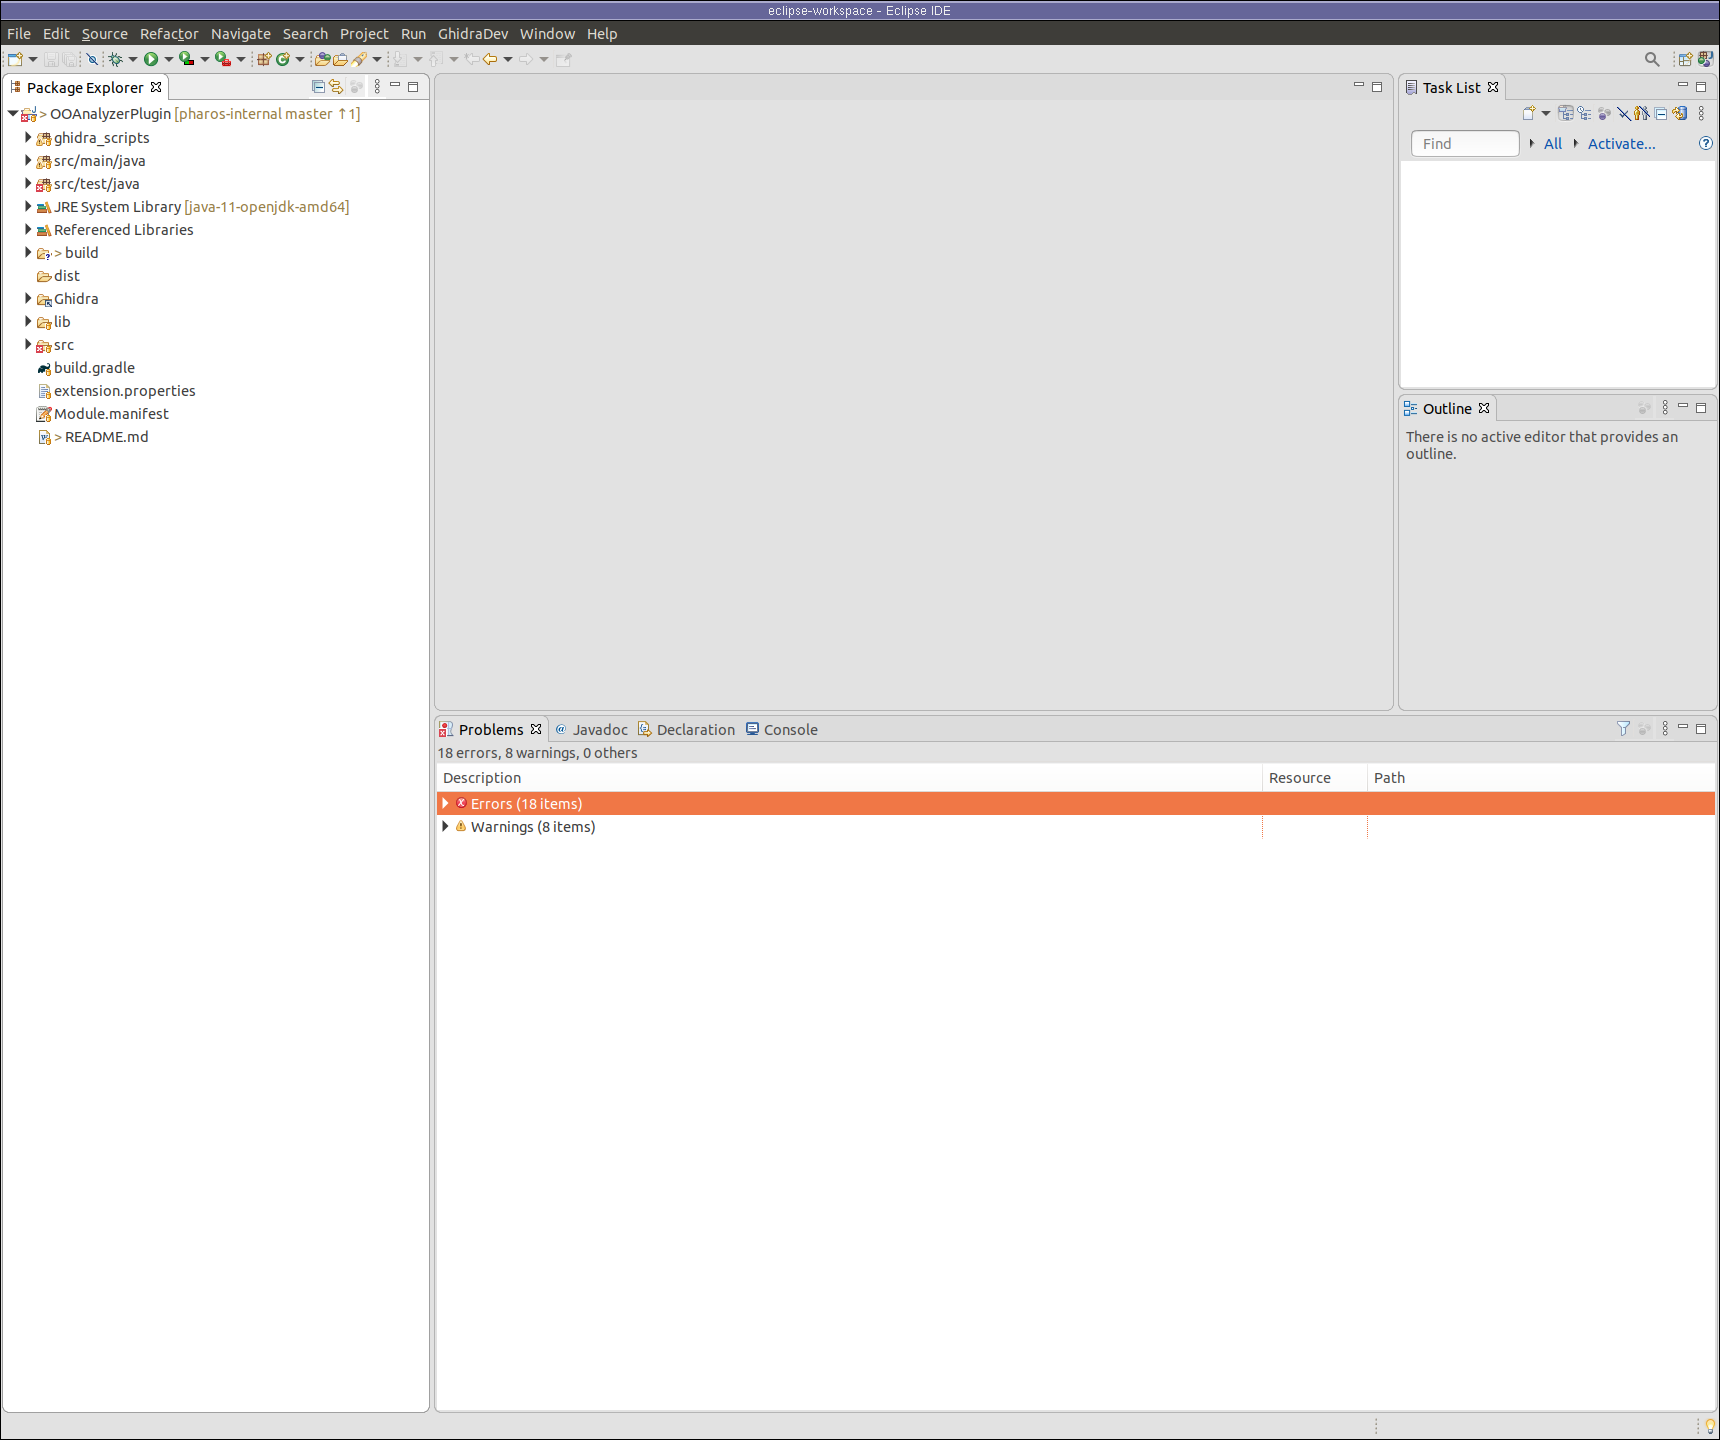 eclipse-workspace - Eclipse IDE
File Edit Source Refactor Navigate Search Project Run GhidraDev Window Help
Package Explorer
> OOAnalyzerPlugin [pharos-internal master ↑1]
ghidra_scripts
src/main/java
src/test/java
JRE System Library [java-11-openjdk-amd64]
Referenced Libraries
> build
dist
Ghidra
lib
src
build.gradle
extension.properties
Module.manifest
> README.md
Task List
Find
All
Activate...
Outline
There is no active editor that provides an
outline.
Problems
Javadoc
Declaration
Console
18 errors, 8 warnings, 0 others
Description Resource Path
Errors (18 items)
Warnings (8 items)